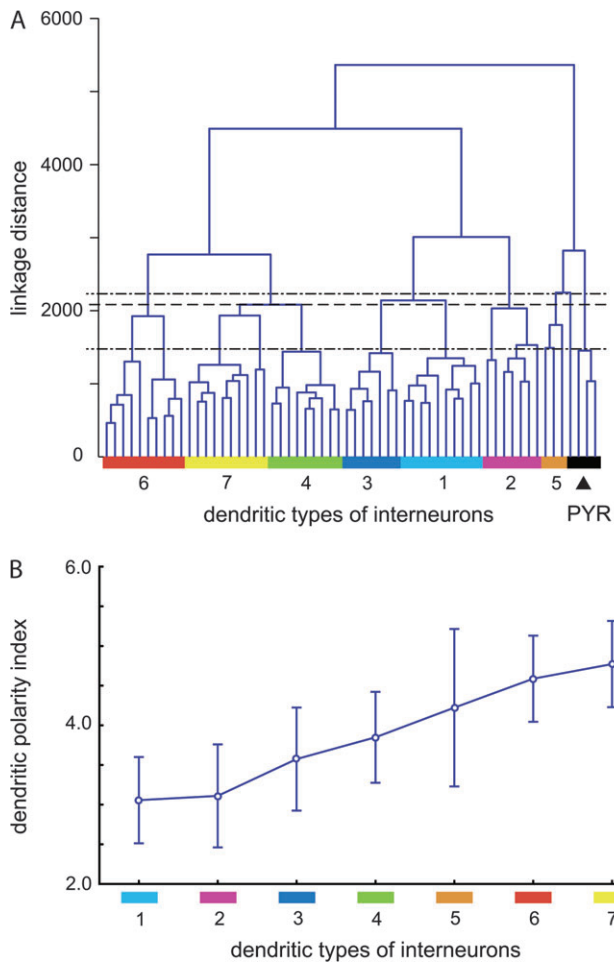 A
6000
4000
2000
0
linkage distance
6 7 4 3 1 2 5 ▲
dendritic types of interneurons PYR
B
6.0
4.0
2.0
dendritic polarity index
1 2 3 4 5 6 7
dendritic types of interneurons